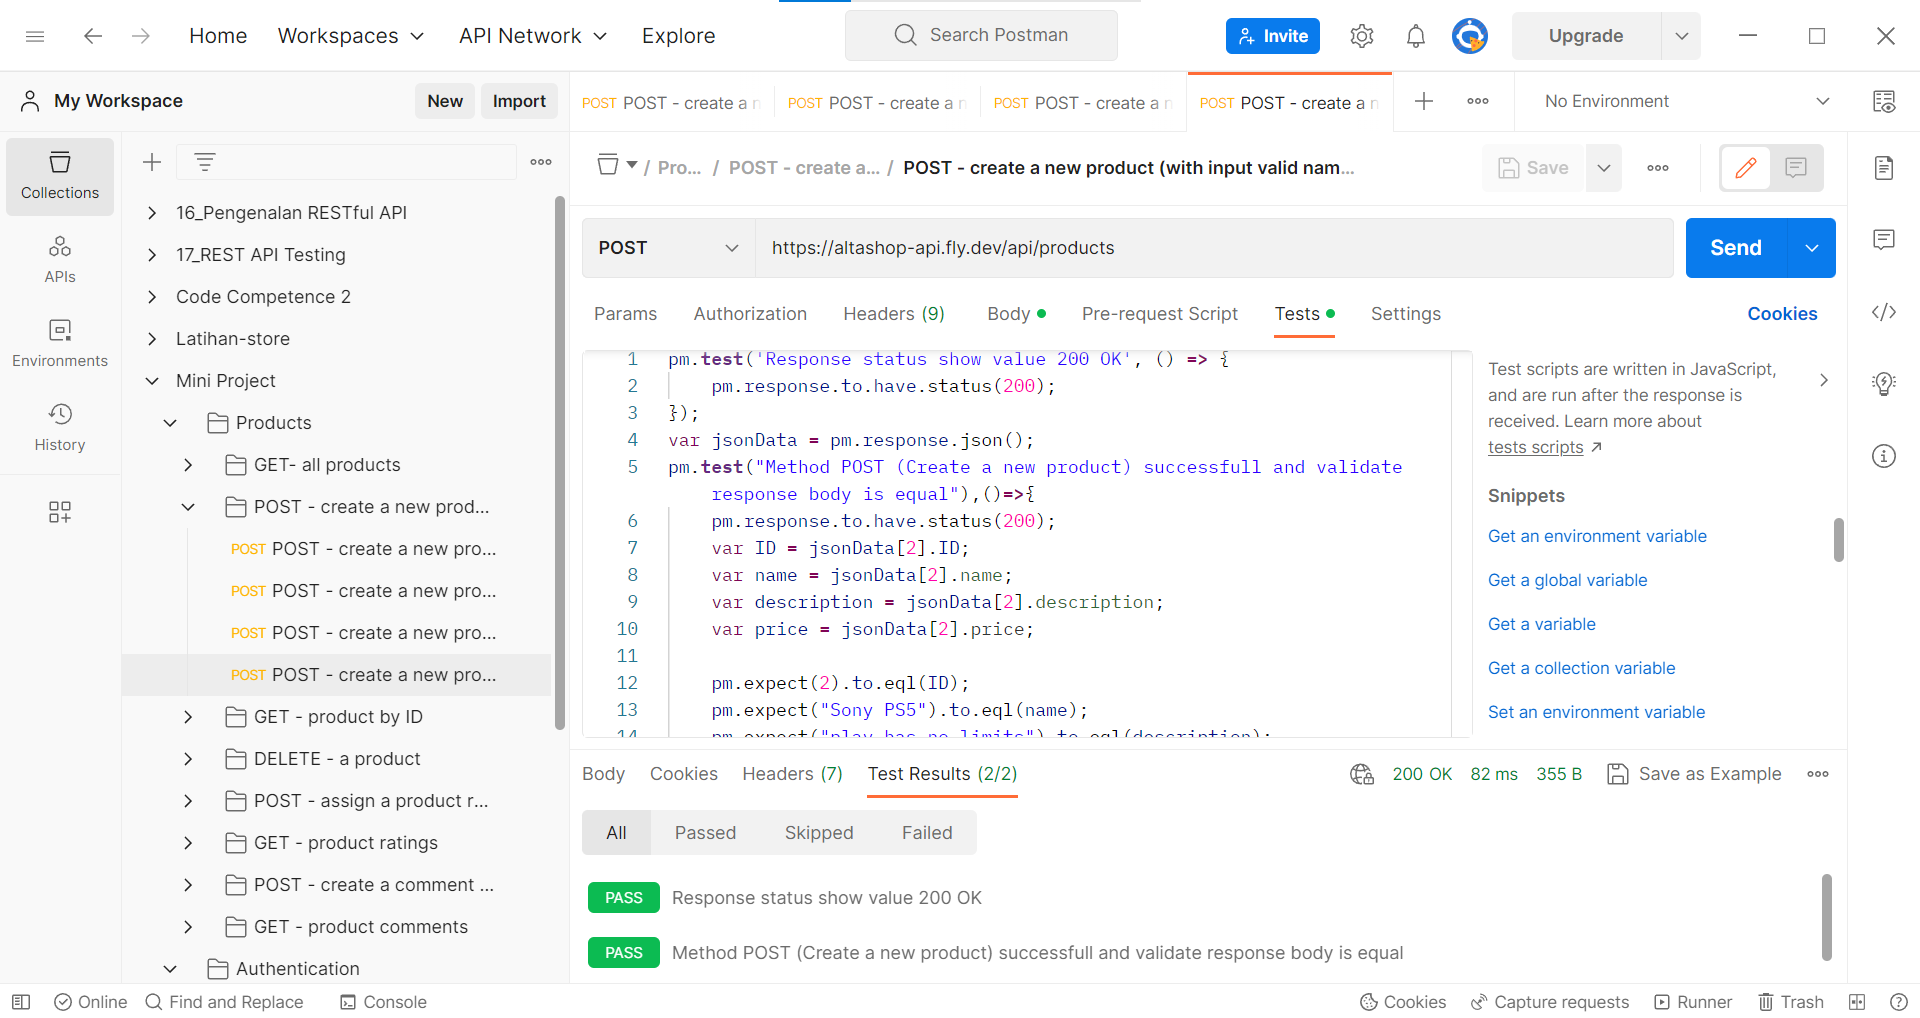 Home
Workspaces
API Network
Explore
Search Postman
Invite
Upgrade
My Workspace
New
Import
POST POST - create a n
POST POST - create a n
POST POST - create a n
POST POST - create a n
No Environment
Collections
APIs
Environments
History
16_Pengenalan RESTful API
17_REST API Testing
Code Competence 2
Latihan-store
Mini Project
Products
GET- all products
POST - create a new prod...
POST POST - create a new pro...
POST POST - create a new pro...
POST POST - create a new pro...
POST POST - create a new pro...
GET - product by ID
DELETE - a product
POST - assign a product r...
GET - product ratings
POST - create a comment ...
GET - product comments
Authentication
/ Pro... / POST - create a... / POST - create a new product (with input valid nam...
Save
POST
https://altashop-api.fly.dev/api/products
Send
Params
Authorization
Headers (9)
Body
Pre-request Script
Tests
Settings
Cookies
1 pm.test('Response status show value 200 OK', () => {
2 pm.response.to.have.status(200);
3 });
4 var jsonData = pm.response.json();
5 pm.test("Method POST (Create a new product) successfull and validate
response body is equal"),()=>{
6 pm.response.to.have.status(200);
7 var ID = jsonData[2].ID;
8 var name = jsonData[2].name;
9 var description = jsonData[2].description;
10 var price = jsonData[2].price;
11
12 pm.expect(2).to.eql(ID);
13 pm.expect("Sony PS5").to.eql(name);
14 pm.expect("play has no limits").to.eql(description);
Test scripts are written in JavaScript,
and are run after the response is
received. Learn more about
tests scripts ↗
Snippets
Get an environment variable
Get a global variable
Get a variable
Get a collection variable
Set an environment variable
Body
Cookies
Headers (7)
Test Results (2/2)
200 OK
82 ms
355 B
Save as Example
All
Passed
Skipped
Failed
PASS Response status show value 200 OK
PASS Method POST (Create a new product) successfull and validate response body is equal
Online
Find and Replace
Console
Cookies
Capture requests
Runner
Trash